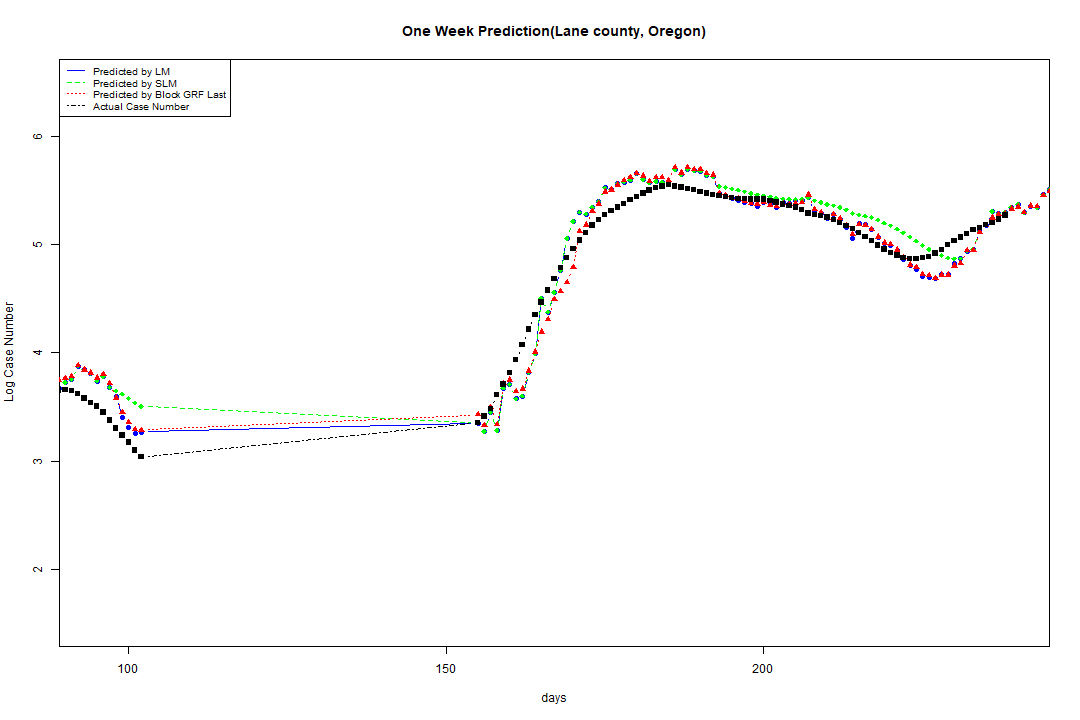 One Week Prediction(Lane county, Oregon)
Predicted by LM
Predicted by SLM
Predicted by Block GRF Last
Actual Case Number
6
5
4
3
2
Log Case Number
100 150 200
days